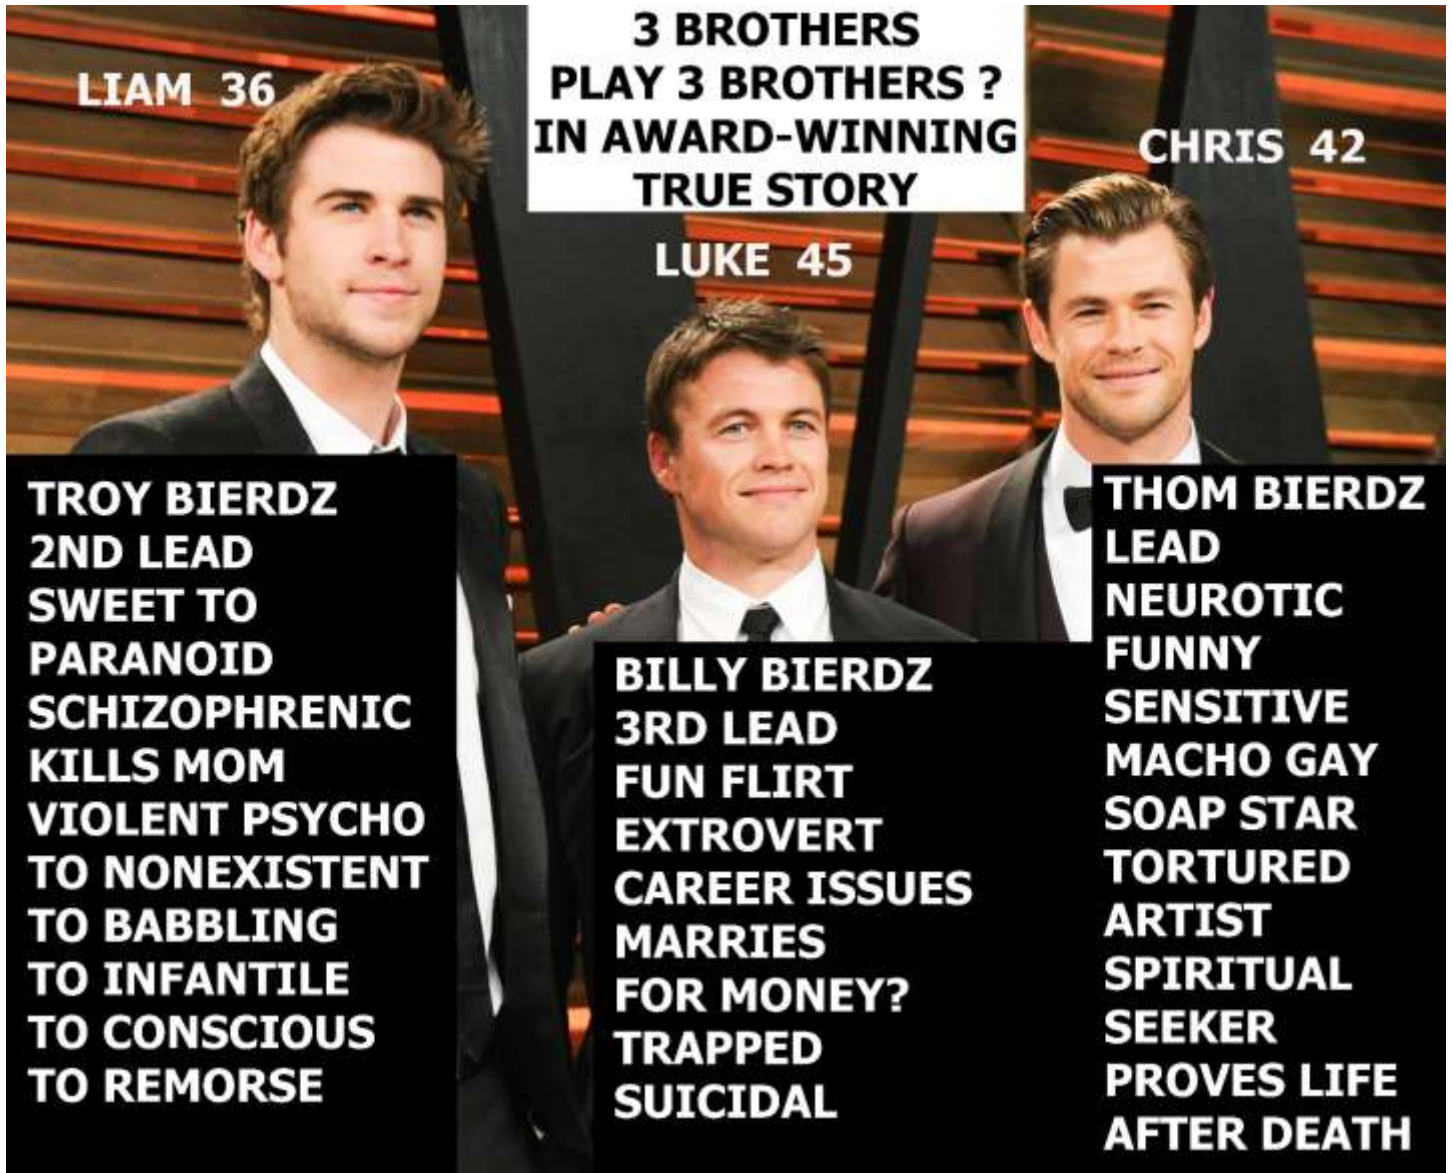 3 BROTHERS
PLAY 3 BROTHERS ?
IN AWARD-WINNING
TRUE STORY
LIAM 36
LUKE 45
CHRIS 42
TROY BIERDZ
2ND LEAD
SWEET TO
PARANOID
SCHIZOPHRENIC
KILLS MOM
VIOLENT PSYCHO
TO NONEXISTENT
TO BABBLING
TO INFANTILE
TO CONSCIOUS
TO REMORSE
BILLY BIERDZ
3RD LEAD
FUN FLIRT
EXTROVERT
CAREER ISSUES
MARRIES
FOR MONEY?
TRAPPED
SUICIDAL
THOM BIERDZ
LEAD
NEUROTIC
FUNNY
SENSITIVE
MACHO GAY
SOAP STAR
TORTURED
ARTIST
SPIRITUAL
SEEKER
PROVES LIFE
AFTER DEATH